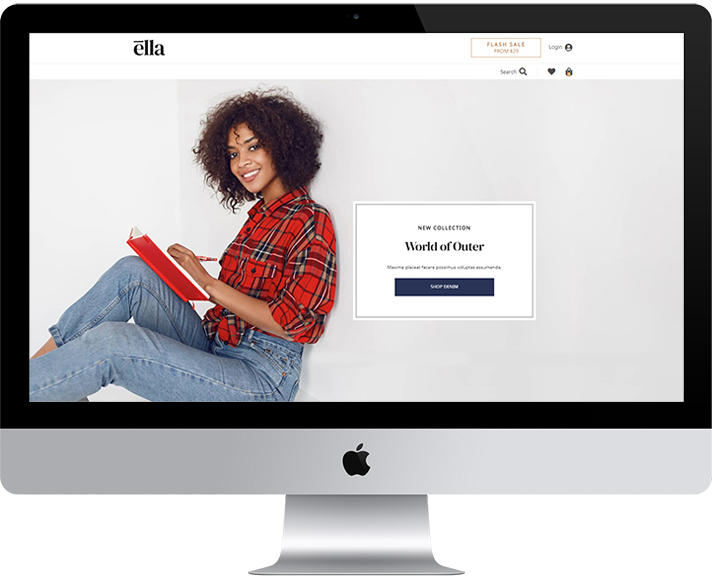 ella
FLASH SALE
FROM $29
Login
Search
NEW COLLECTION
World of Outer
Maxime placeat facere possimus voluptas assumenda.
SHOP DENIM